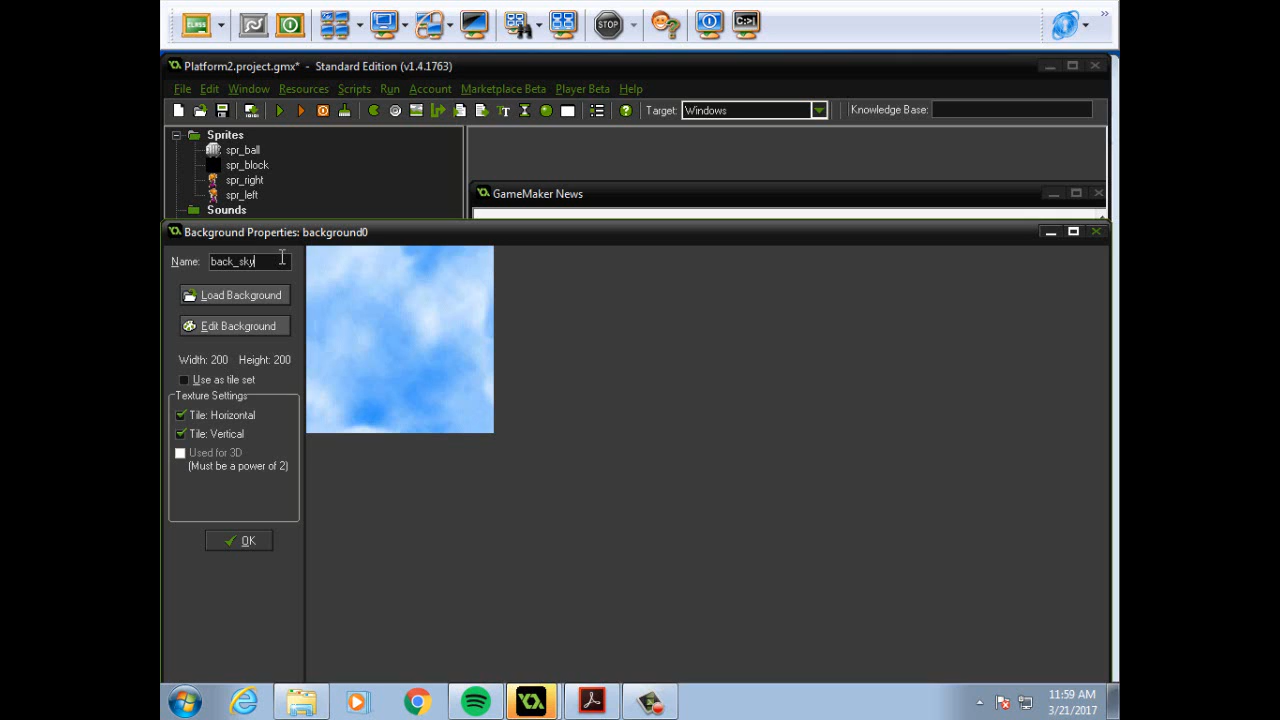 CLASS
STOP
C:\>_
»
Platform2.project.gmx* - Standard Edition (v1.4.1763)
File Edit Window Resources Scripts Run Account Marketplace Beta Player Beta Help
Target: Windows Knowledge Base:
Sprites
spr_ball
spr_block
spr_right
spr_left
Sounds
GameMaker News
Background Properties: background0
Name: back_sky
Load Background
Edit Background
Width: 200 Height: 200
Use as tile set
Texture Settings
Tile: Horizontal
Tile: Vertical
Used for 3D
(Must be a power of 2)
OK
11:59 AM
3/21/2017